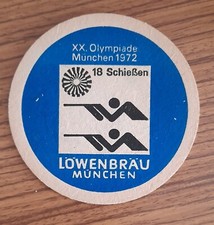 XX. Olympiade
München 1972
18 Schießen
LÖWENBRÄU
MÜNCHEN